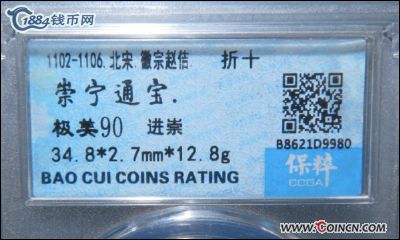 1884钱币网
1102-1106. 北宋. 徽宗赵佶 折十
崇宁通宝.
极美90 进崇
34.8*2.7mm*12.8g
B8621D9980
保粹
BAO CUI COINS RATING
www.CoinCN.com